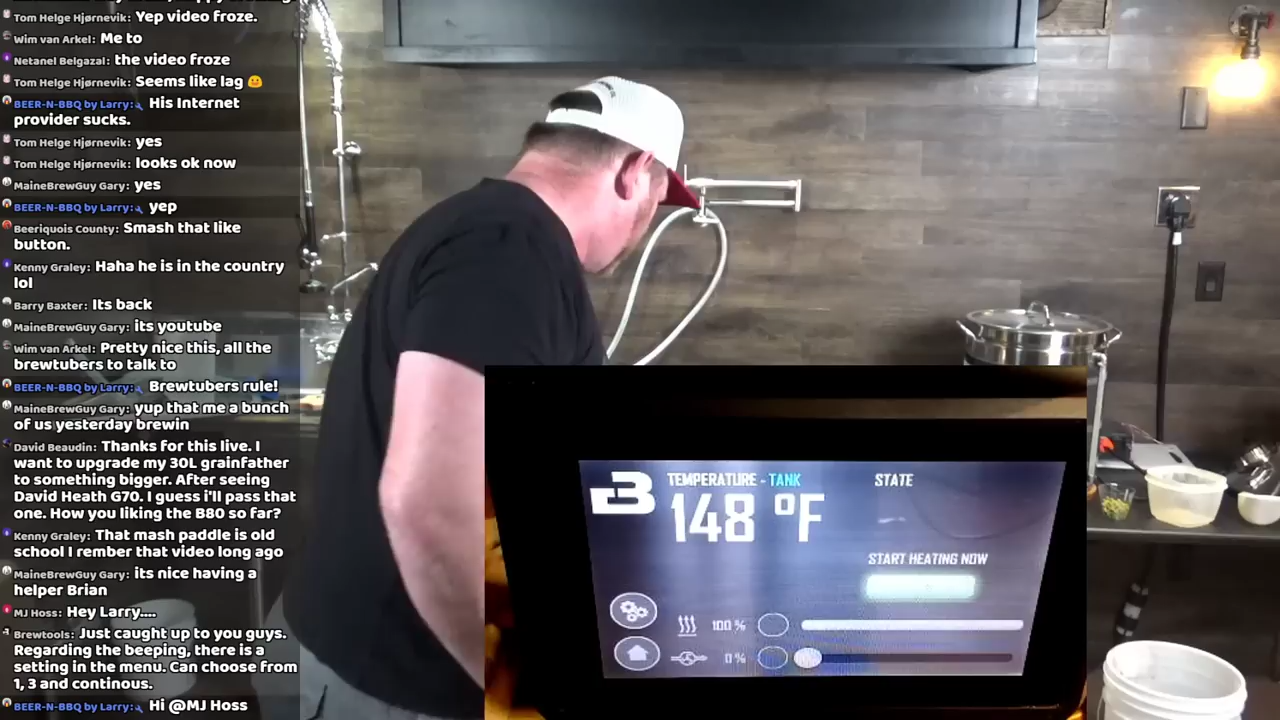 Tom Helge Hjørnevik: Yep video froze.
Wim van Arkel: Me to
Netanel Belgazal: the video froze
Tom Helge Hjørnevik: Seems like lag
BEER-N-BBQ by Larry: His Internet
provider sucks.
Tom Helge Hjørnevik: yes
Tom Helge Hjørnevik: looks ok now
MaineBrewGuy Gary: yes
BEER-N-BBQ by Larry: yep
Beeriquois County: Smash that like
button.
Kenny Graley: Haha he is in the country
lol
Barry Baxter: Its back
MaineBrewGuy Gary: its youtube
Wim van Arkel: Pretty nice this, all the
brewtubers to talk to
BEER-N-BBQ by Larry: Brewtubers rule!
MaineBrewGuy Gary: yup that me a bunch
of us yesterday brewin
David Beaudin: Thanks for this live. I
want to upgrade my 30L grainfather
to something bigger. After seeing
David Heath G70. I guess i'll pass that
one. How you liking the B80 so far?
Kenny Graley: That mash paddle is old
school I rember that video long ago
MaineBrewGuy Gary: its nice having a
helper Brian
MJ Hoss: Hey Larry....
Brewtools: Just caught up to you guys.
Regarding the beeping, there is a
setting in the menu. Can choose from
1, 3 and continous.
BEER-N-BBQ by Larry: Hi @MJ Hoss
B
TEMPERATURE - TANK
148 °F
STATE
START HEATING NOW
100 %
0 %